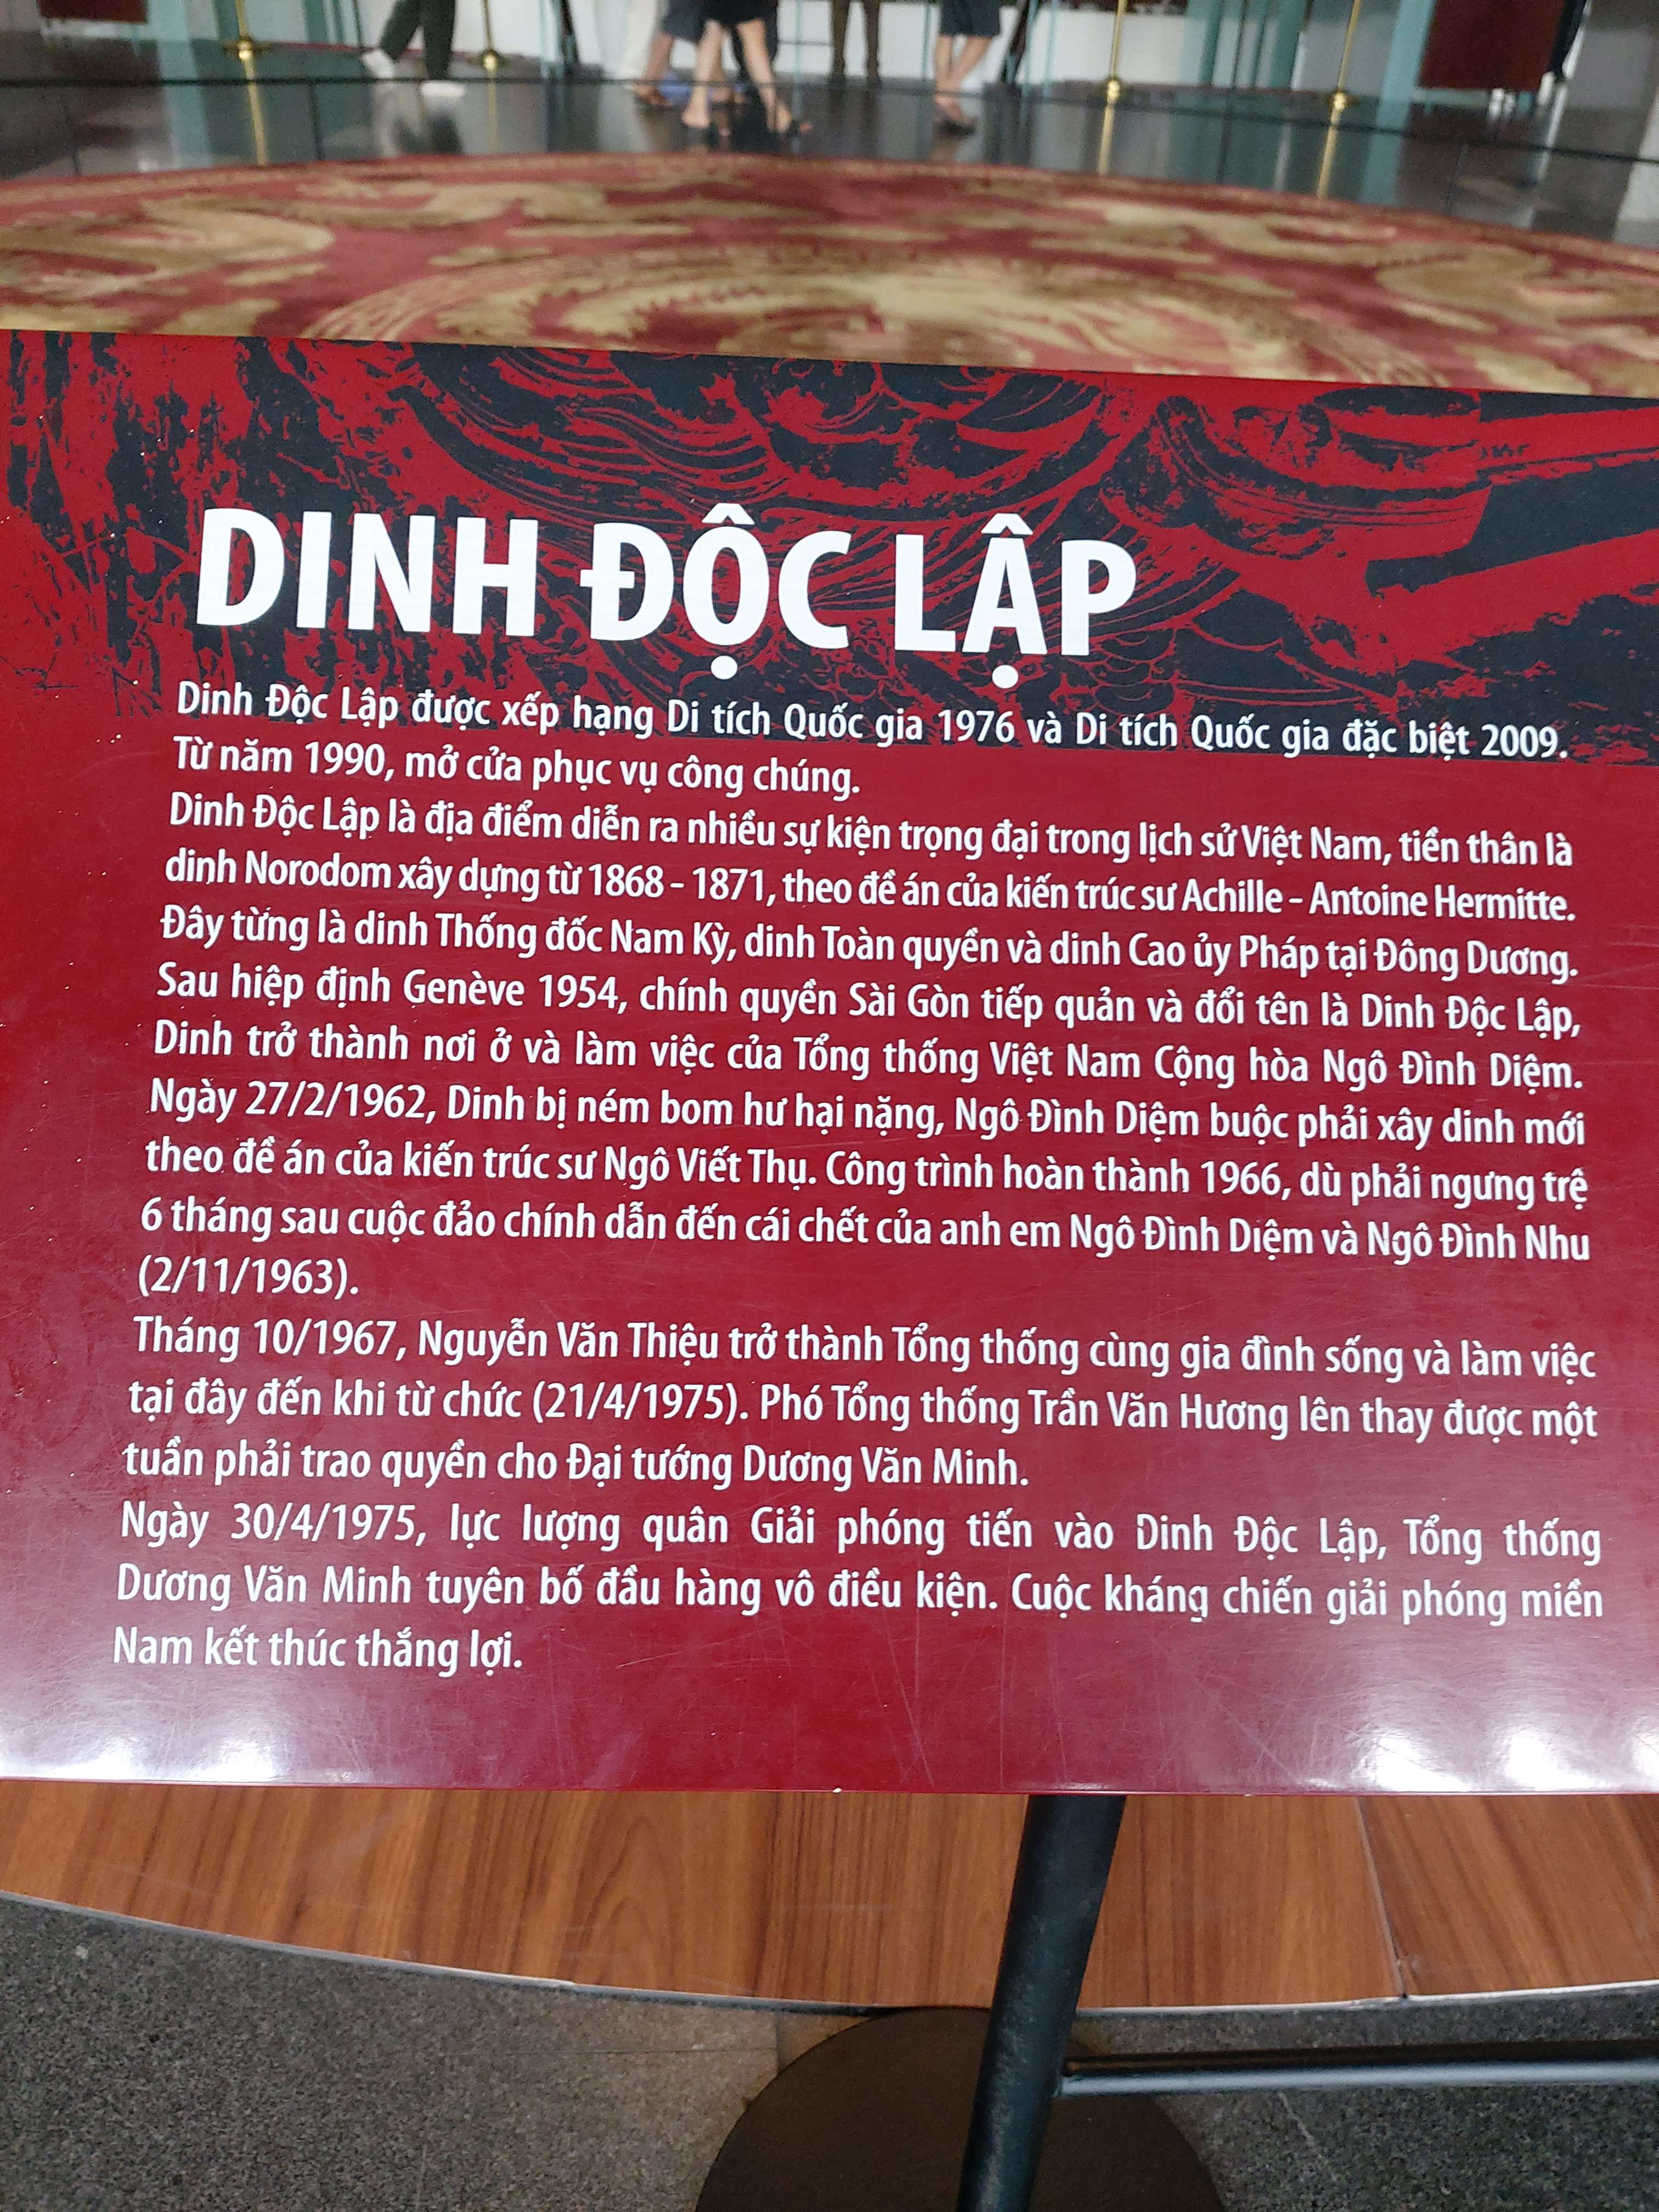 DINH ĐỘC LẬP
Dinh Độc Lập được xếp hạng Di tích Quốc gia 1976 và Di tích Quốc gia đặc biệt 2009.
Từ năm 1990, mở cửa phục vụ công chúng.
Dinh Độc Lập là địa điểm diễn ra nhiều sự kiện trọng đại trong lịch sử Việt Nam, tiền thân là
dinh Norodom xây dựng từ 1868 - 1871, theo đề án của kiến trúc sư Achille - Antoine Hermitte.
Đây từng là dinh Thống đốc Nam Kỳ, dinh Toàn quyền và dinh Cao ủy Pháp tại Đông Dương.
Sau hiệp định Genève 1954, chính quyền Sài Gòn tiếp quản và đổi tên là Dinh Độc Lập,
Dinh trở thành nơi ở và làm việc của Tổng thống Việt Nam Cộng hòa Ngô Đình Diệm.
Ngày 27/2/1962, Dinh bị ném bom hư hại nặng, Ngô Đình Diệm buộc phải xây dinh mới
theo đề án của kiến trúc sư Ngô Viết Thụ. Công trình hoàn thành 1966, dù phải ngưng trệ
6 tháng sau cuộc đảo chính dẫn đến cái chết của anh em Ngô Đình Diệm và Ngô Đình Nhu
(2/11/1963).
Tháng 10/1967, Nguyễn Văn Thiệu trở thành Tổng thống cùng gia đình sống và làm việc
tại đây đến khi từ chức (21/4/1975). Phó Tổng thống Trần Văn Hương lên thay được một
tuần phải trao quyền cho Đại tướng Dương Văn Minh.
Ngày 30/4/1975, lực lượng quân Giải phóng tiến vào Dinh Độc Lập, Tổng thống
Dương Văn Minh tuyên bố đầu hàng vô điều kiện. Cuộc kháng chiến giải phóng miền
Nam kết thúc thắng lợi.